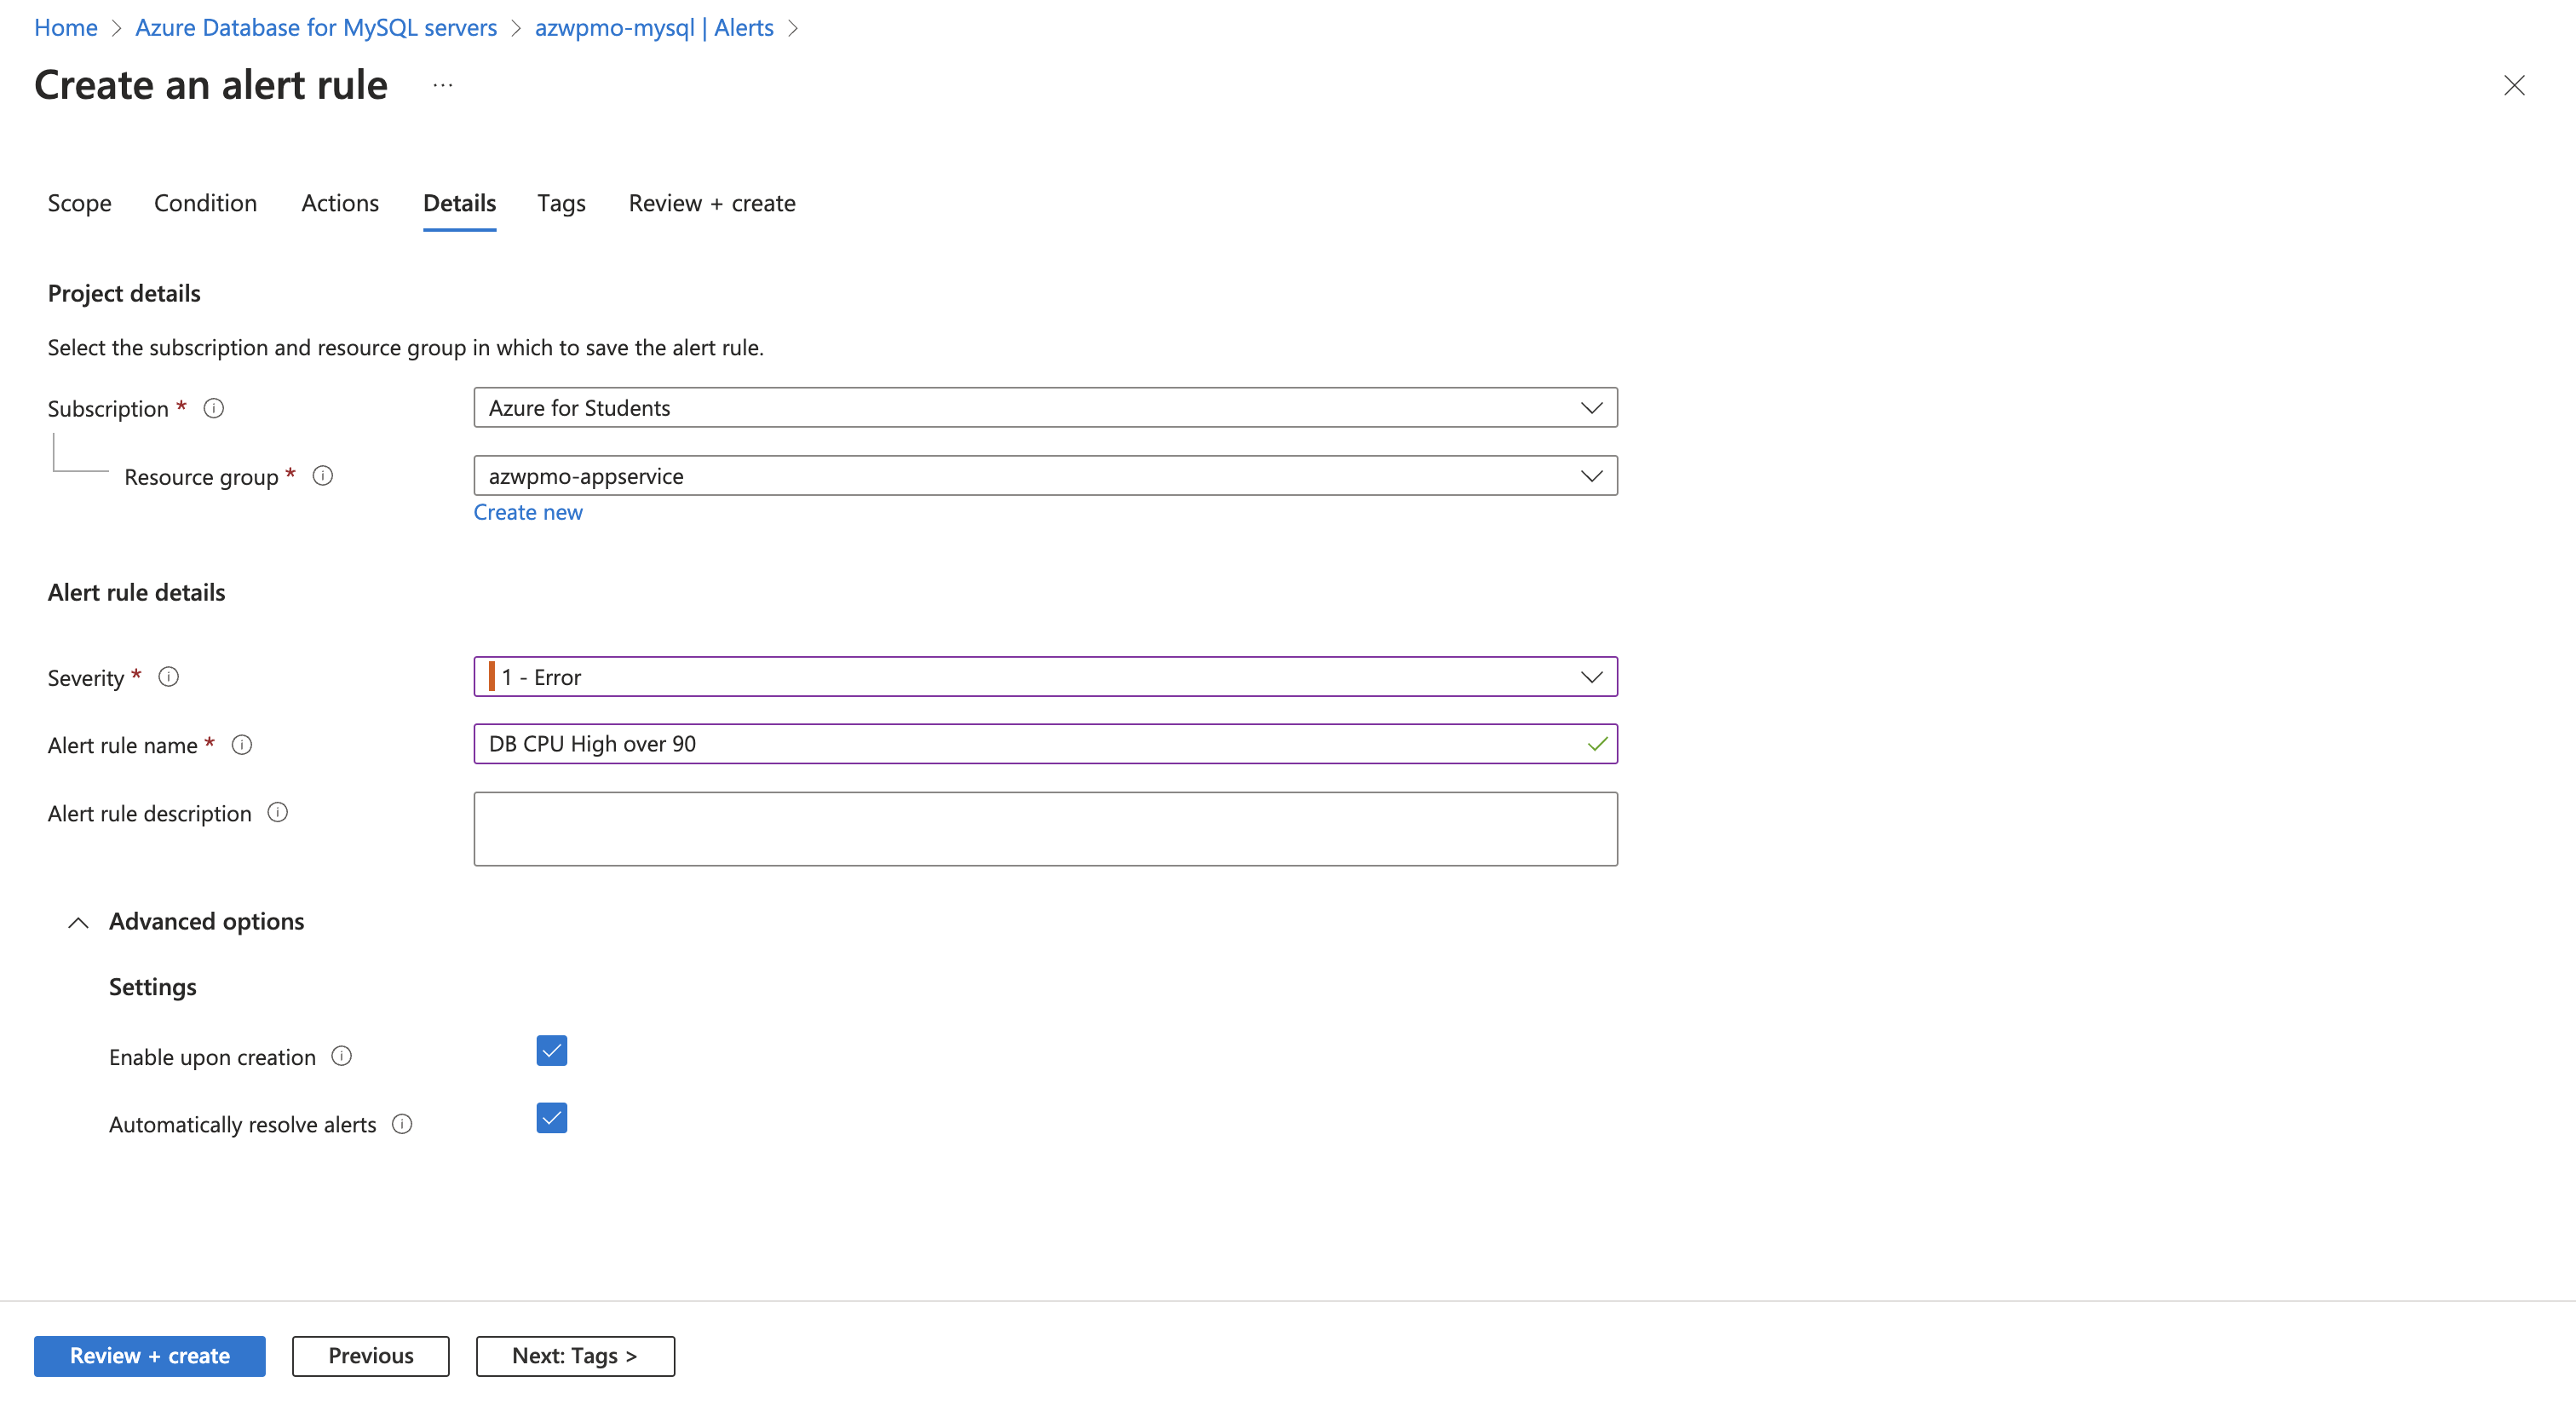 Home > Azure Database for MySQL servers > azwpmo-mysql | Alerts >
Create an alert rule ...
Scope Condition Actions Details Tags Review + create
Project details
Select the subscription and resource group in which to save the alert rule.
Subscription * Azure for Students
Resource group * azwpmo-appservice
Create new
Alert rule details
Severity * 1 - Error
Alert rule name * DB CPU High over 90
Alert rule description
Advanced options
Settings
Enable upon creation
Automatically resolve alerts
Review + create Previous Next: Tags >